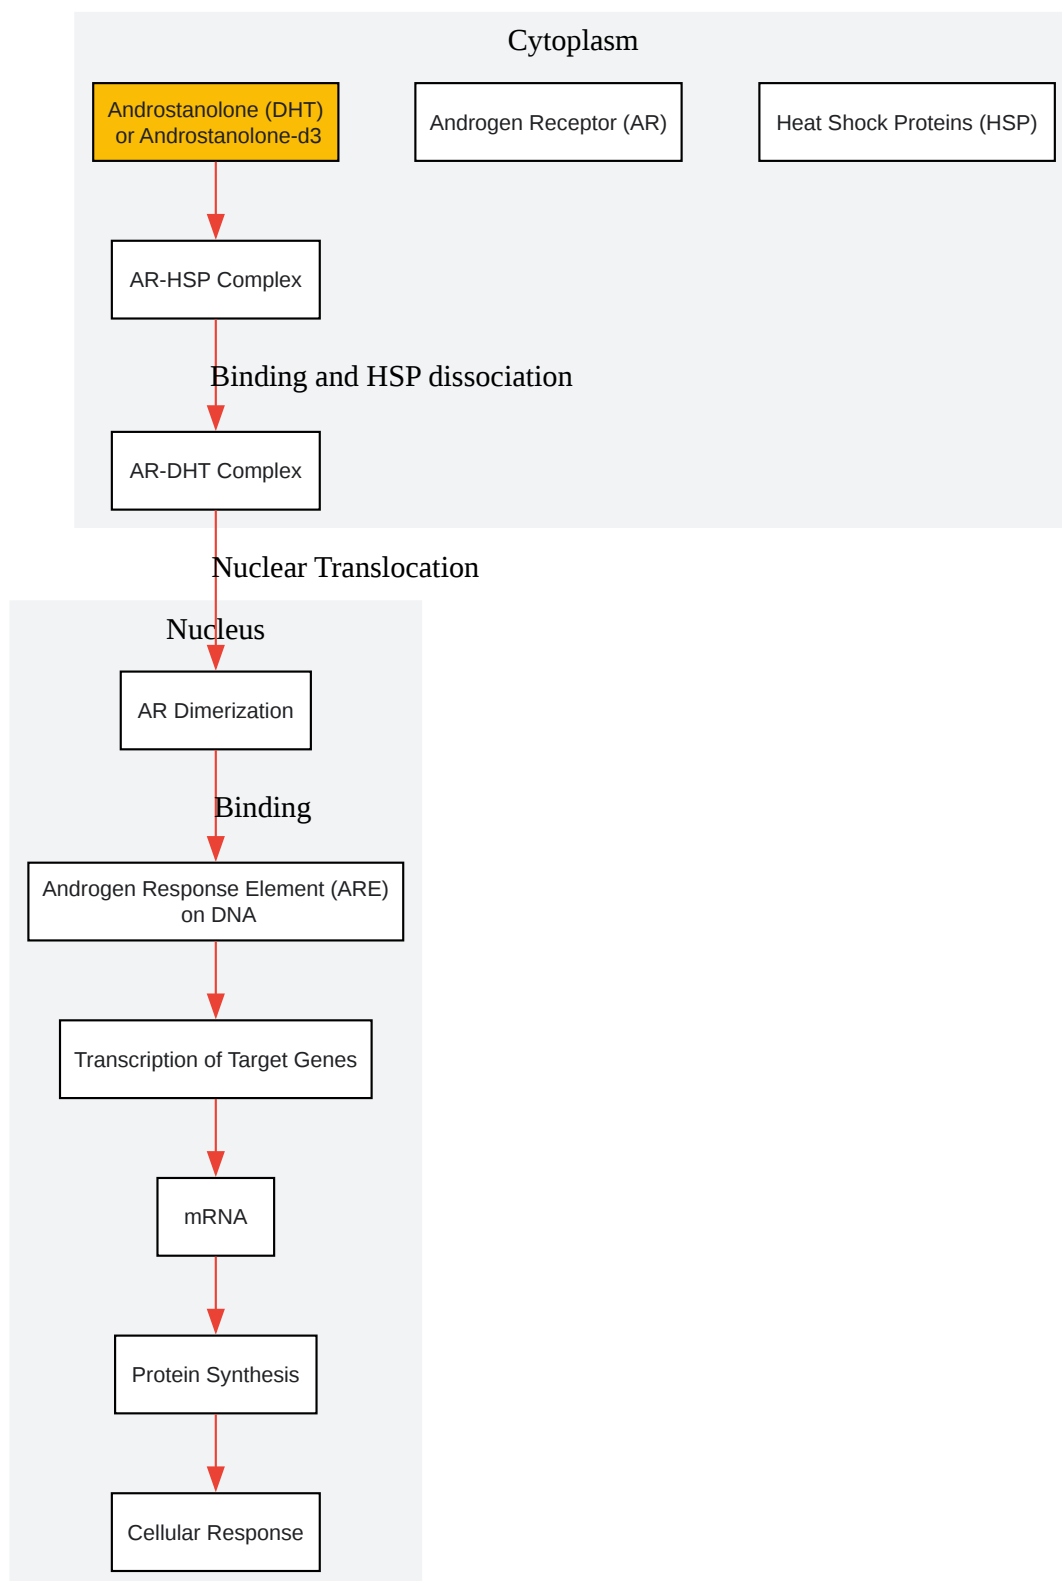 Cytoplasm
Androstanolone (DHT)
or Androstanolone-d3
Androgen Receptor (AR)
Heat Shock Proteins (HSP)
AR-HSP Complex
Binding and HSP dissociation
AR-DHT Complex
Nuclear Translocation
Nucleus
AR Dimerization
Binding
Androgen Response Element (ARE)
on DNA
Transcription of Target Genes
mRNA
Protein Synthesis
Cellular Response